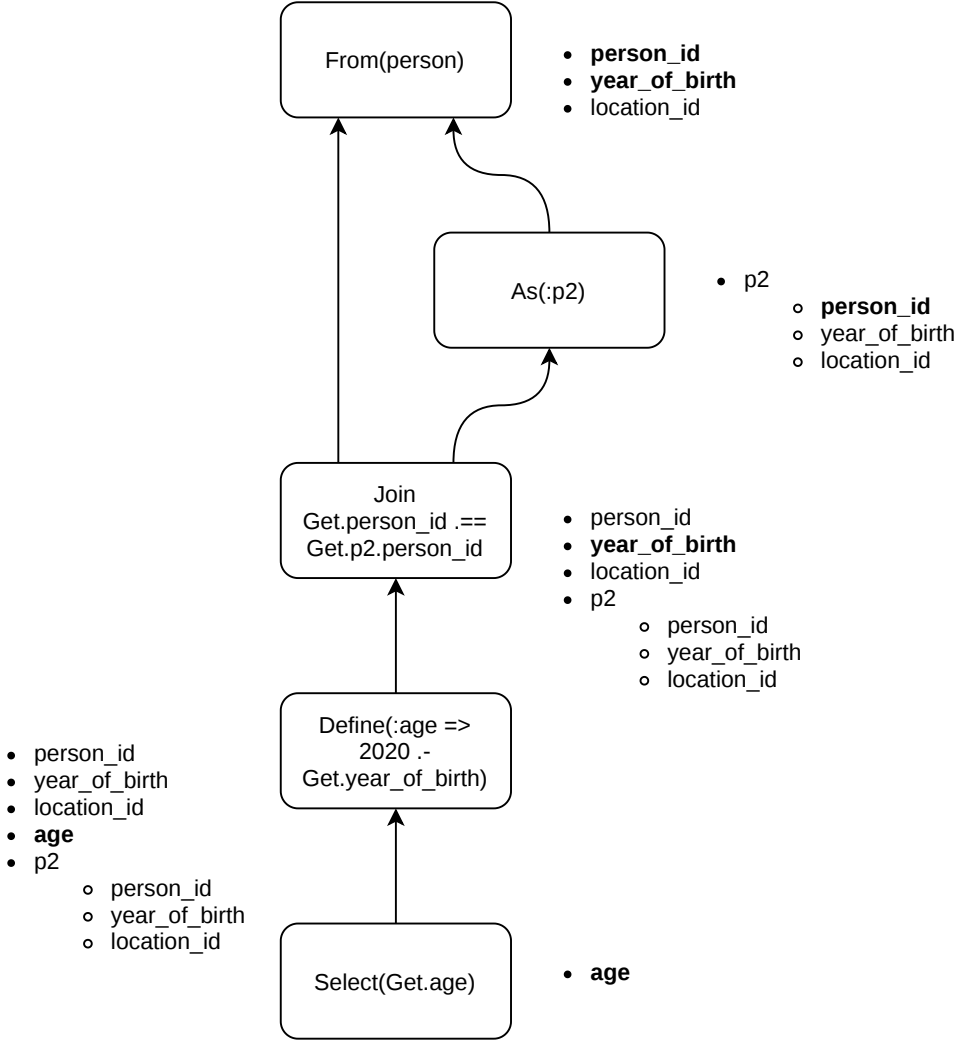 From(person)
person_id
year_of_birth
location_id
As(:p2)
p2
person_id
year_of_birth
location_id
Join
Get.person_id .==
Get.p2.person_id
person_id
year_of_birth
location_id
p2
person_id
year_of_birth
location_id
Define(:age =>
2020 .-
Get.year_of_birth)
person_id
year_of_birth
location_id
age
p2
person_id
year_of_birth
location_id
Select(Get.age)
age